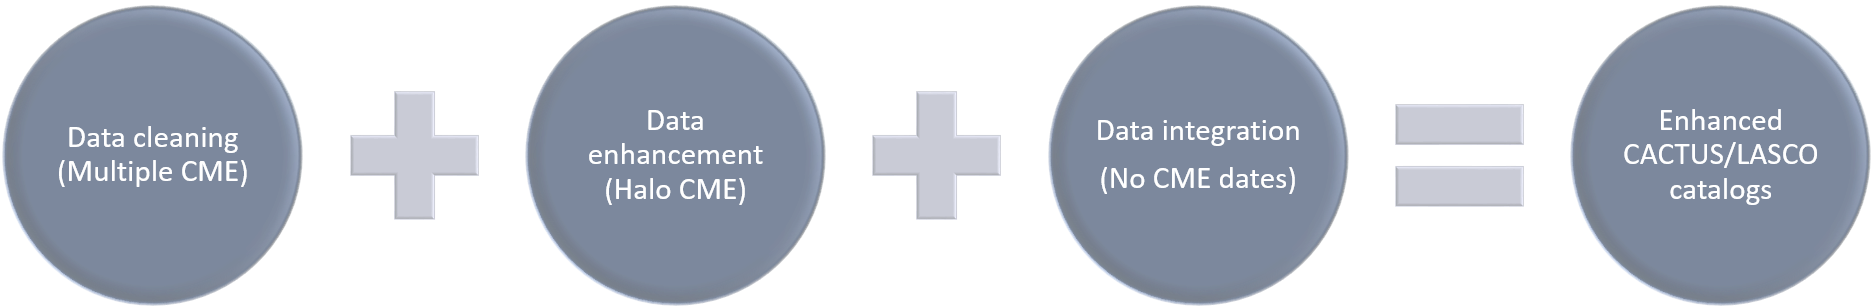 Data cleaning
(Multiple CME)
Data
enhancement
(Halo CME)
Data integration
(No CME dates)
Enhanced
CACTUS/LASCO
catalogs